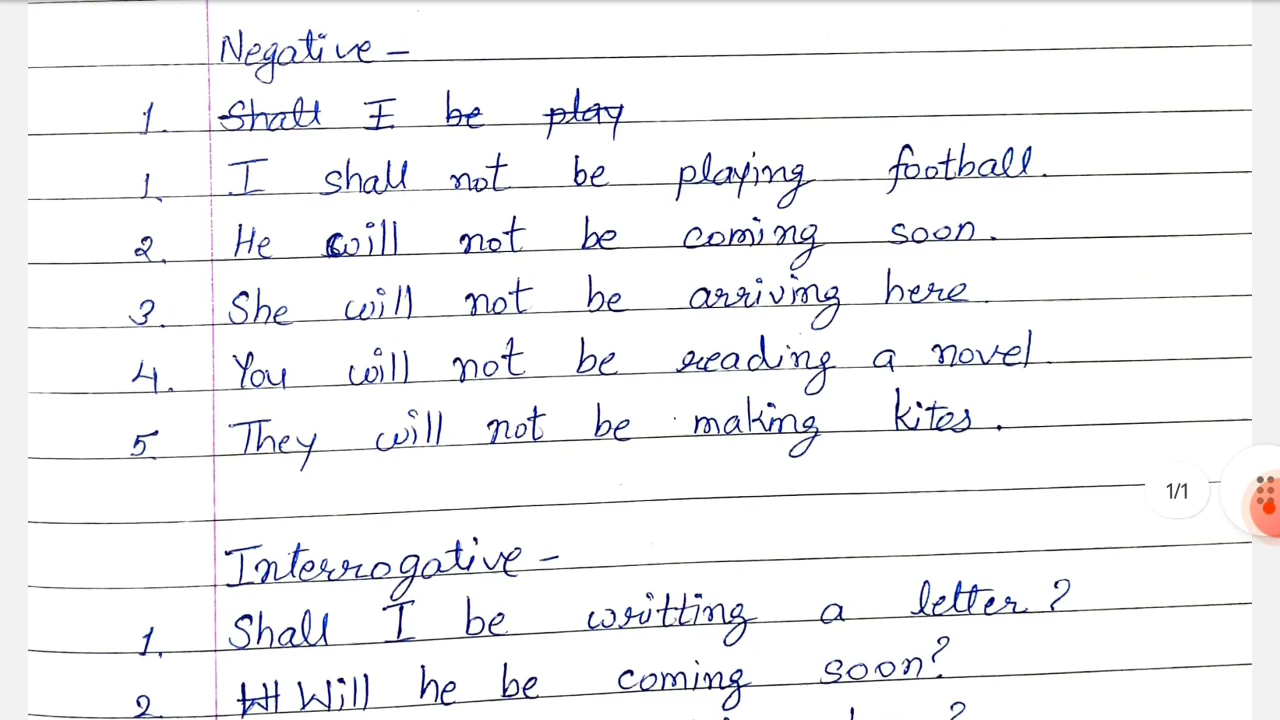 Negative -
1. Shall I be play
1. I shall not be playing football.
2. He will not be coming soon.
3. She will not be arriving here.
4. You will not be reading a novel.
5. They will not be making kites.
1/1
Interrogative -
1. Shall I be writting a letter?
2. Will he be coming soon?